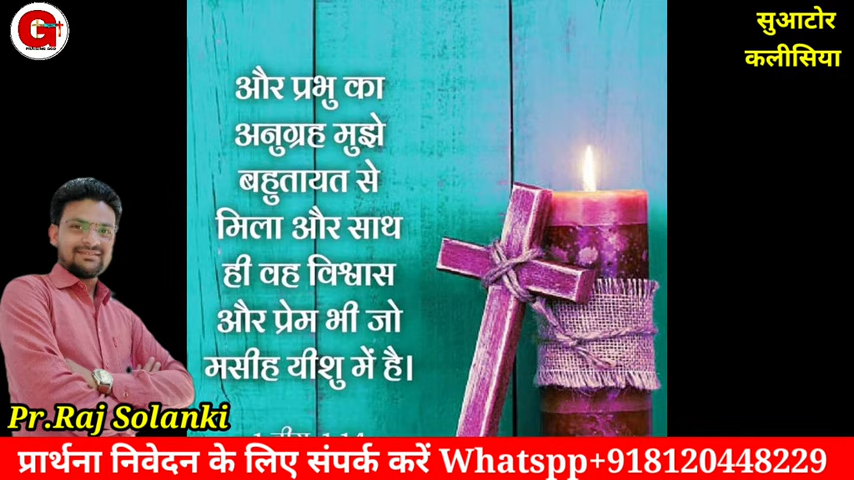 सुआटोर
कलीसिया
और प्रभु का
अनुग्रह मुझे
बहुतायत से
मिला और साथ
ही वह विश्वास
और प्रेम भी जो
मसीह यीशु में है।
Pr.Raj Solanki
प्रार्थना निवेदन के लिए संपर्क करें Whatspp+918120448229